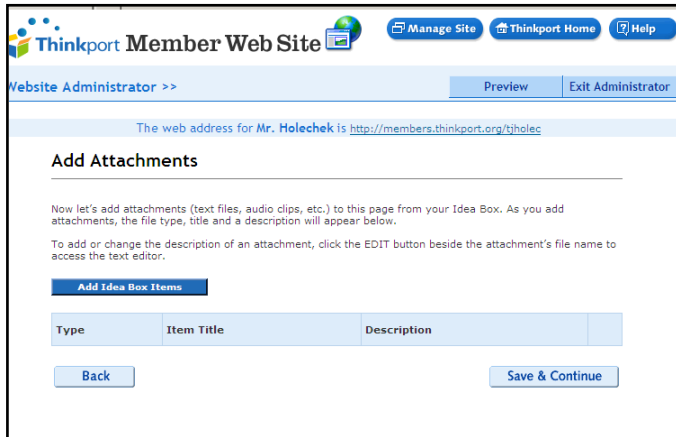 Thinkport Member Web Site
Manage Site
Thinkport Home
Help
Website Administrator >>
Preview
Exit Administrator
The web address for Mr. Holechek is http://members.thinkport.org/tjholec
Add Attachments
Now let's add attachments (text files, audio clips, etc.) to this page from your Idea Box. As you add
attachments, the file type, title and a description will appear below.
To add or change the description of an attachment, click the EDIT button beside the attachment's file name to
access the text editor.
Add Idea Box Items
Type Item Title Description
Back
Save & Continue